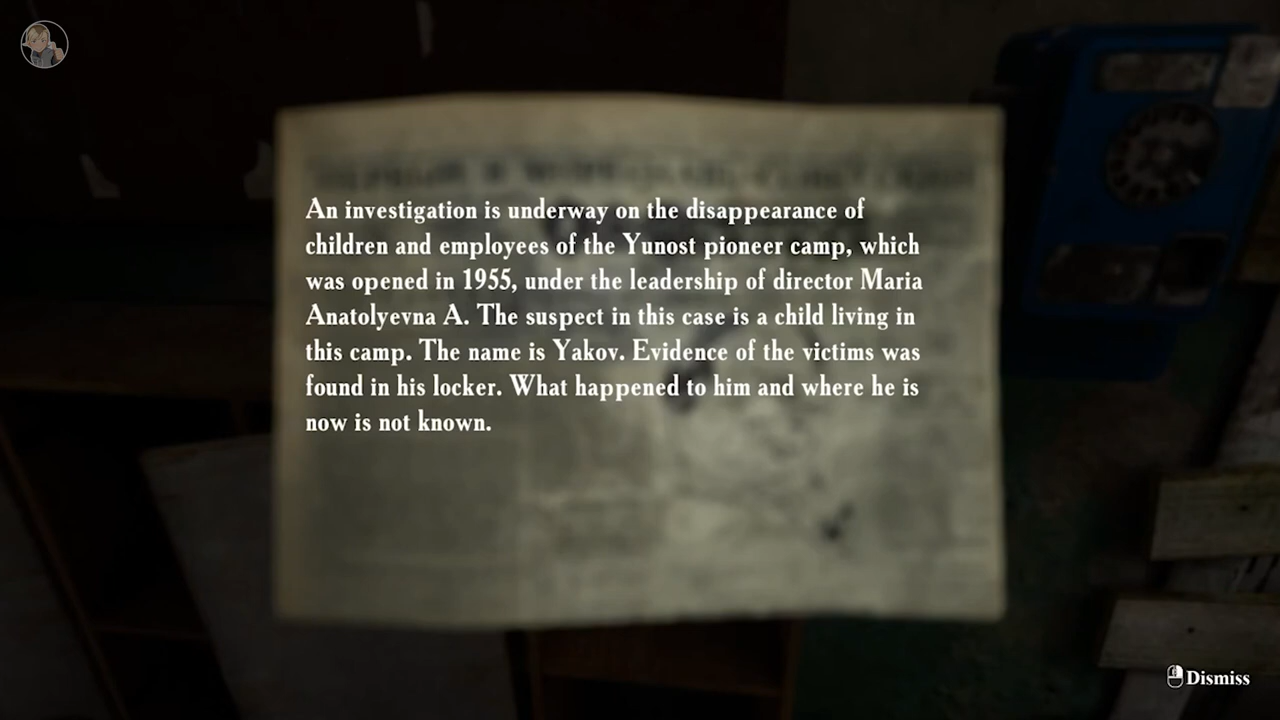 An investigation is underway on the disappearance of
children and employees of the Yunost pioneer camp, which
was opened in 1955, under the leadership of director Maria
Anatolyevna A. The suspect in this case is a child living in
this camp. The name is Yakov. Evidence of the victims was
found in his locker. What happened to him and where he is
now is not known.
Dismiss